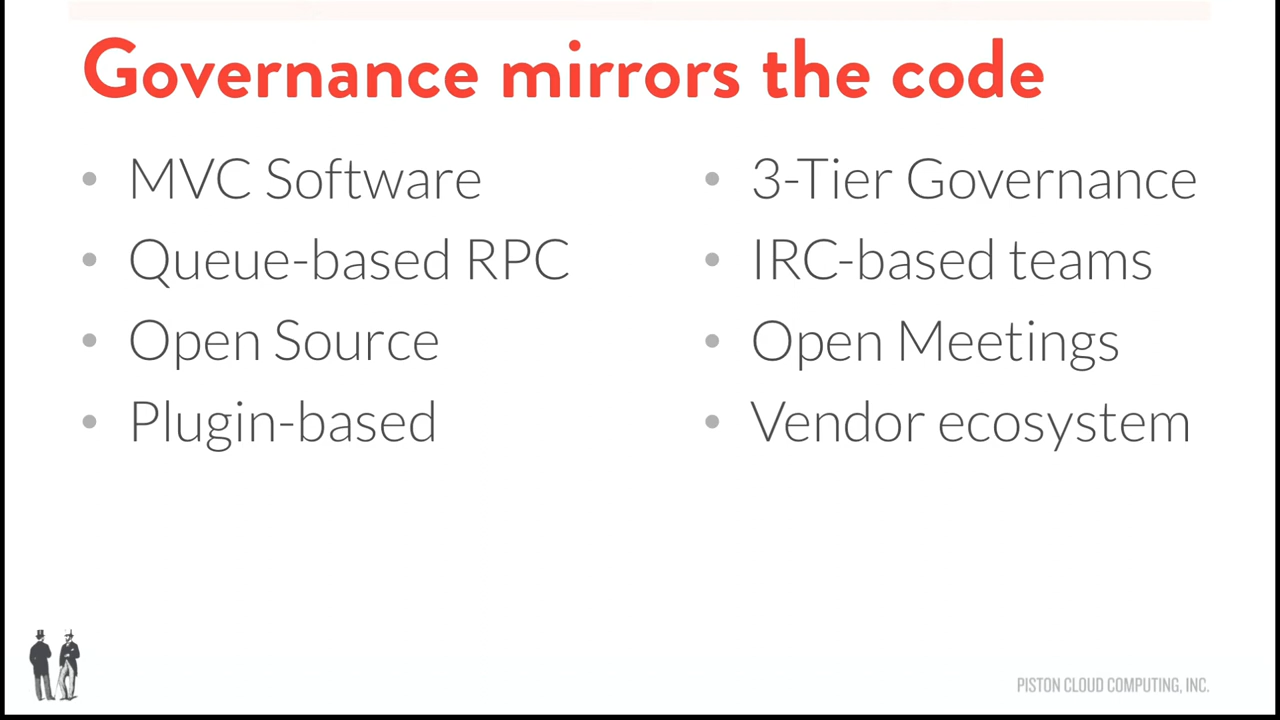 Governance mirrors the code
• MVC Software
• Queue-based RPC
• Open Source
• Plugin-based
• 3-Tier Governance
• IRC-based teams
• Open Meetings
• Vendor ecosystem
PISTON CLOUD COMPUTING, INC.